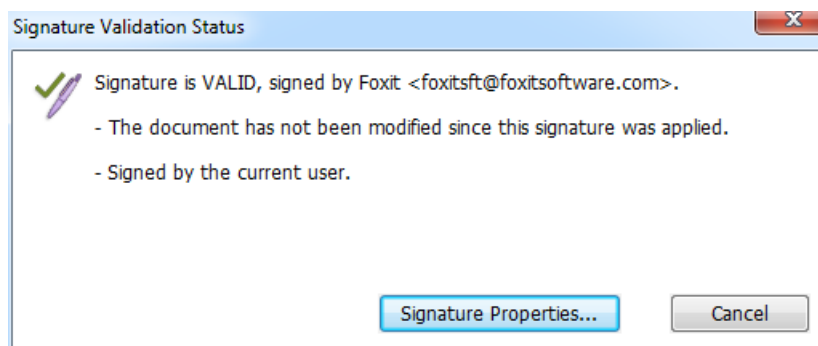 Signature Validation Status
Signature is VALID, signed by Foxit <foxitsft@foxitsoftware.com>.
- The document has not been modified since this signature was applied.
- Signed by the current user.
Signature Properties... Cancel